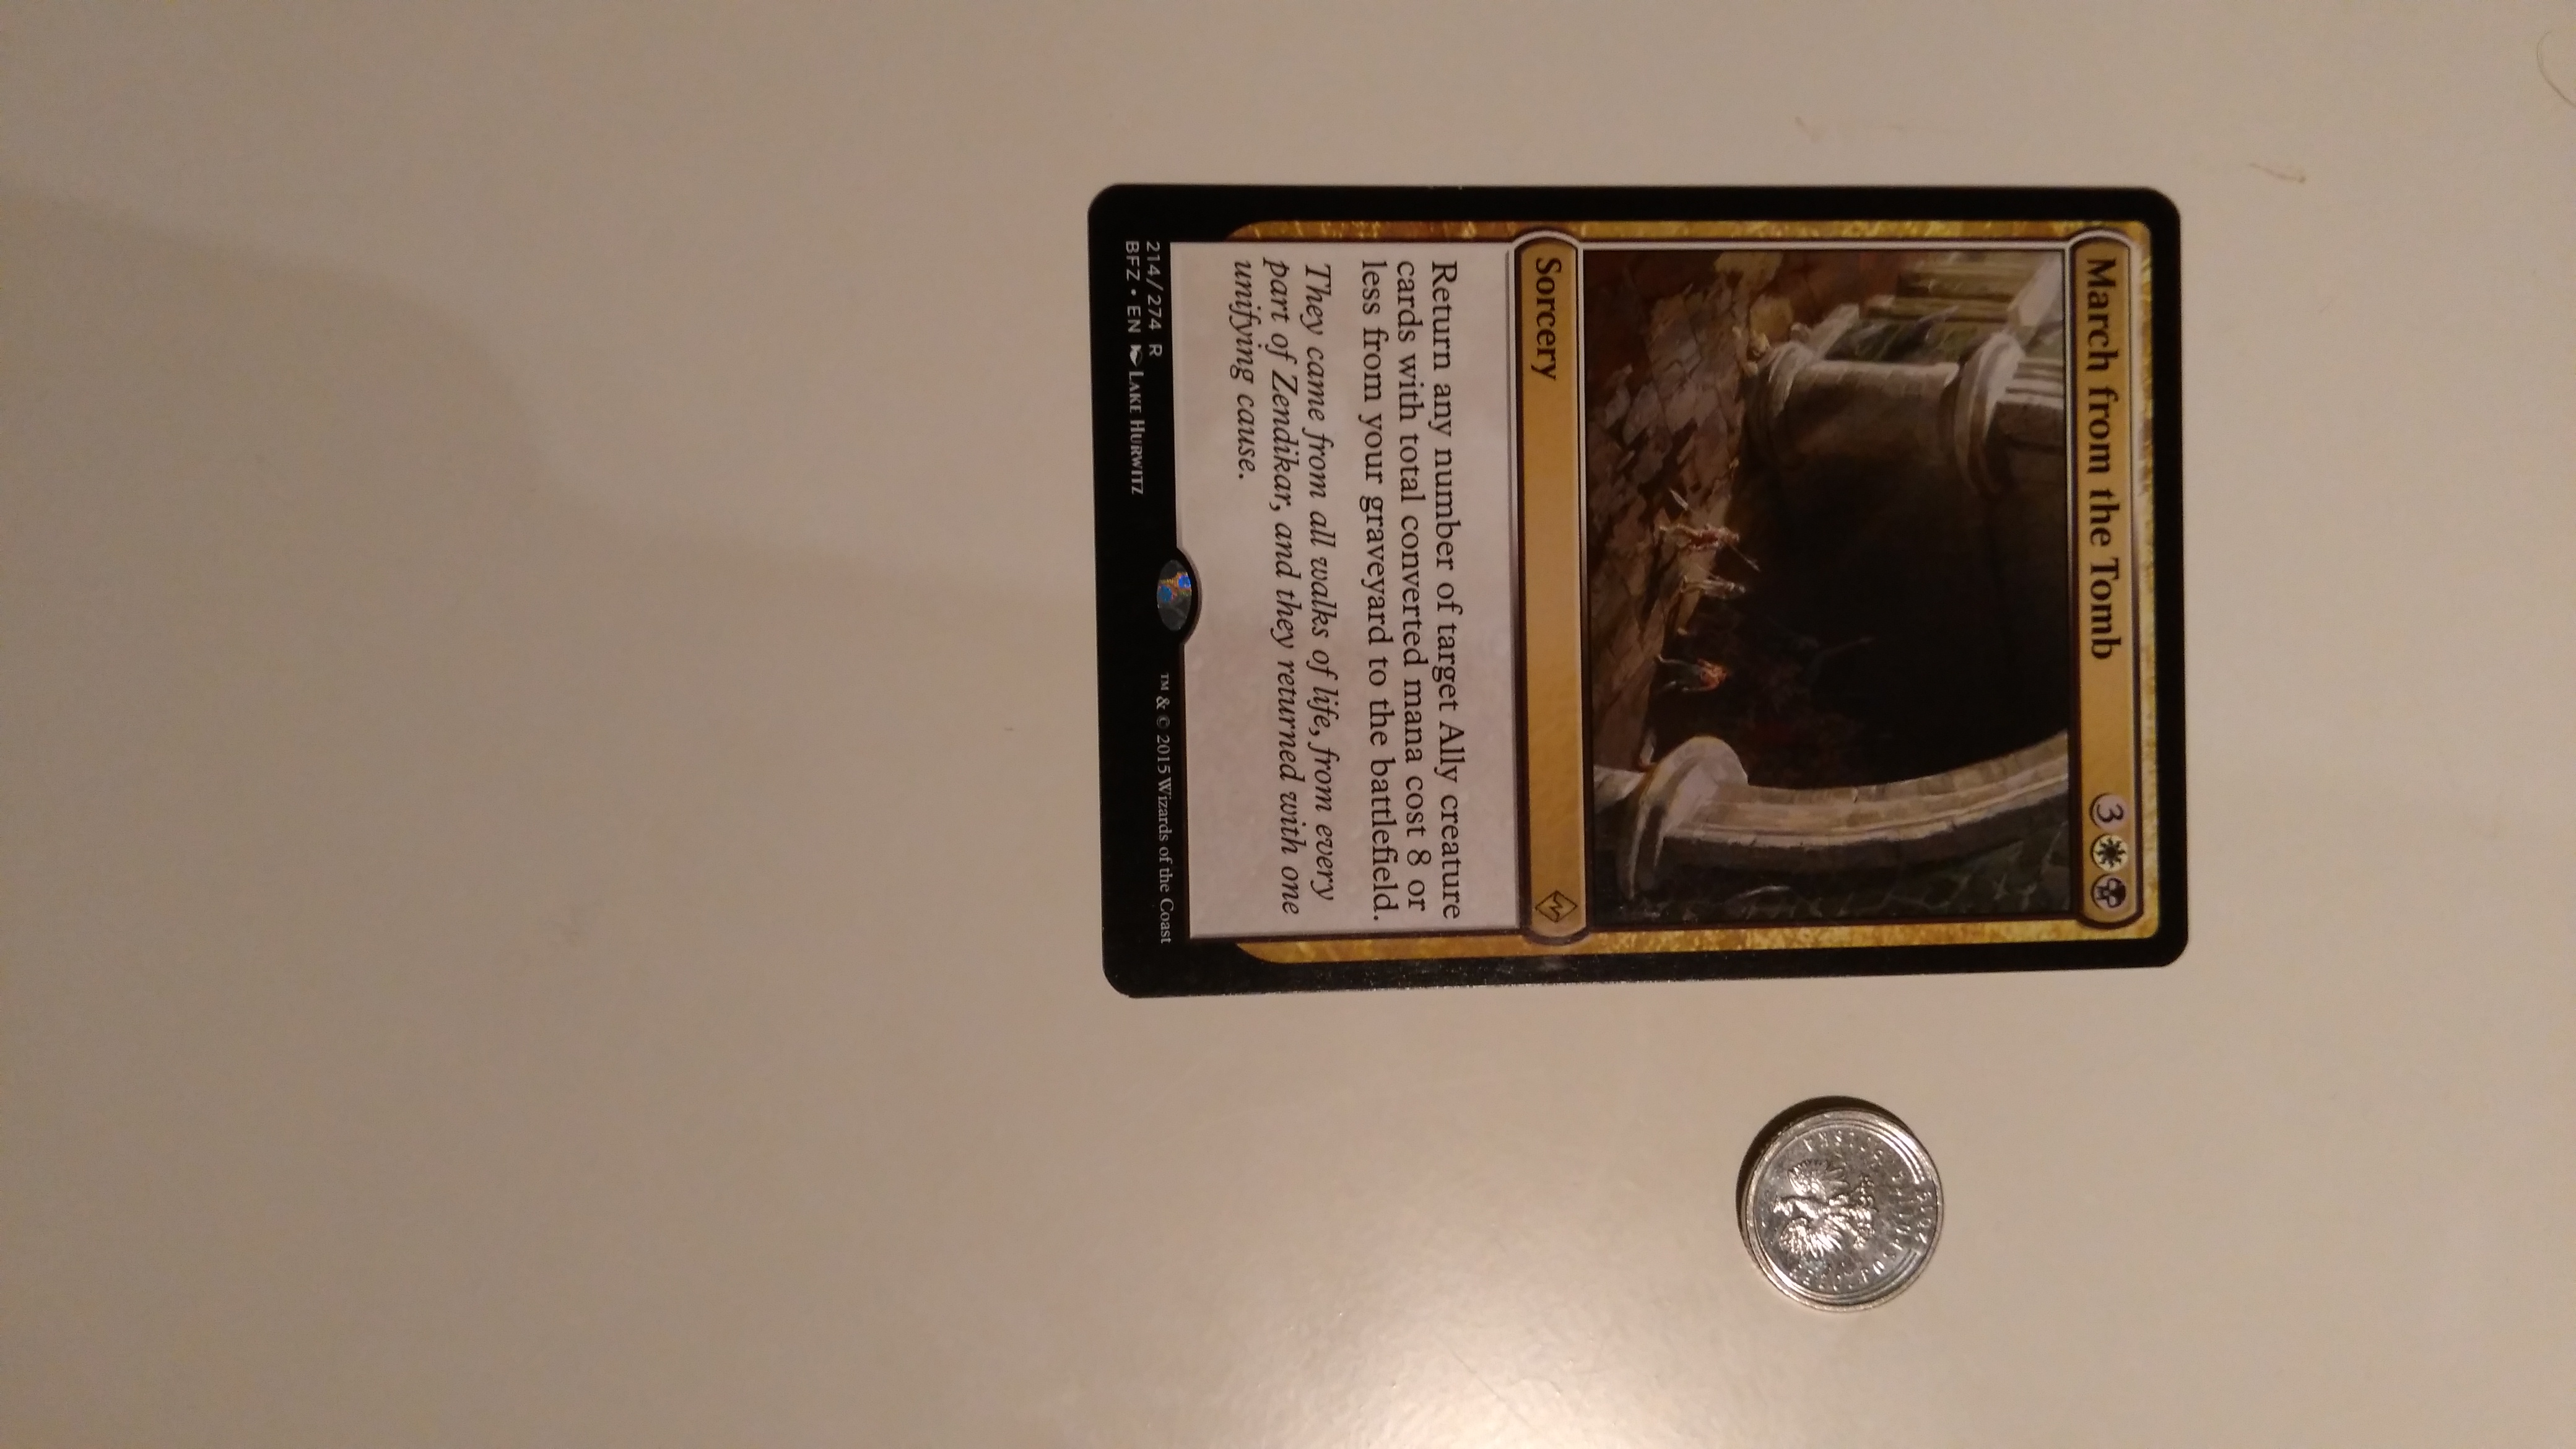 March from the Tomb 3
Sorcery
Return any number of target Ally creature
cards with total converted mana cost 8 or
less from your graveyard to the battlefield.
They came from all walks of life, from every
part of Zendikar, and they returned with one
unifying cause.
214/274 R
BFZ • EN LAKE HURWITZ
™ & © 2015 Wizards of the Coast